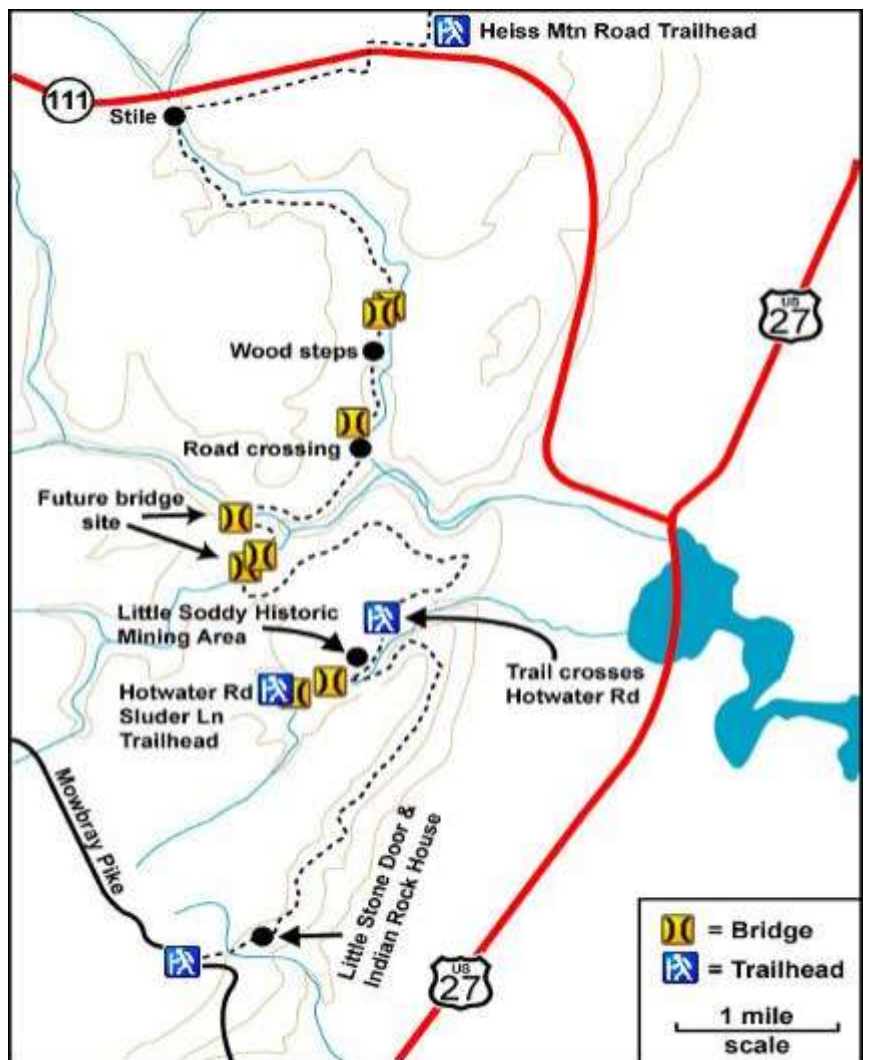 Heiss Mtn Road Trailhead
111
Stile
US
27
Wood steps
Road crossing
Future bridge
site
Little Soddy Historic
Mining Area
Trail crosses
Hotwater Rd
Hotwater Rd
Sluder Ln
Trailhead
Mowbray Pike
Little Stone Door &
Indian Rock House
US
27
= Bridge
= Trailhead
1 mile
scale